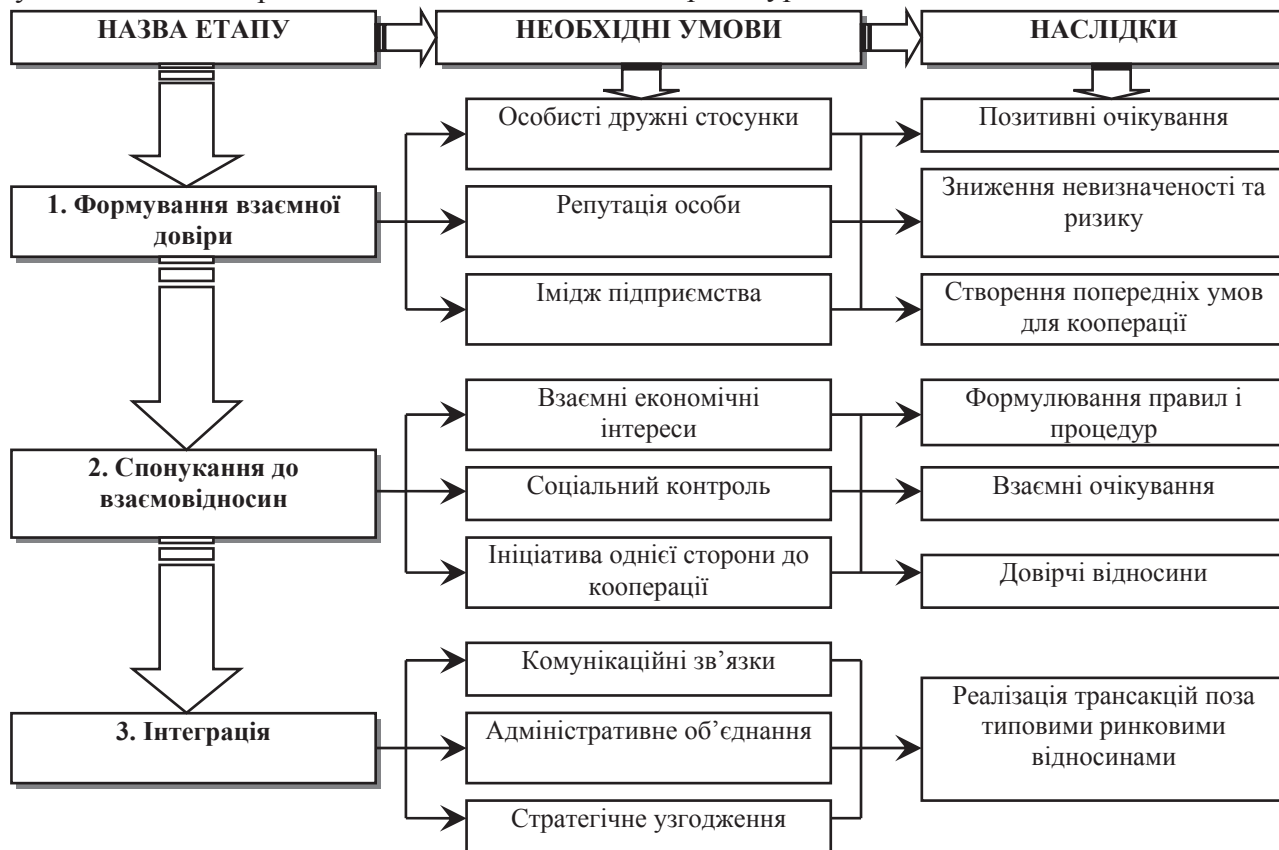 НАЗВА ЕТАПУ
НЕОБХІДНІ УМОВИ
НАСЛІДКИ
Особисті дружні стосунки
Позитивні очікування
1. Формування взаємної
довіри
Репутація особи
Зниження невизначеності та
ризику
Імідж підприємства
Створення попередніх умов
для кооперації
Взаємні економічні
інтереси
Формулювання правил і
процедур
2. Спонукання до
взаємовідносин
Соціальний контроль
Взаємні очікування
Ініціатива однієї сторони до
кооперації
Довірчі відносини
Комунікаційні зв’язки
3. Інтеграція
Адміністративне об’єднання
Реалізація трансакцій поза
типовими ринковими
відносинами
Стратегічне узгодження